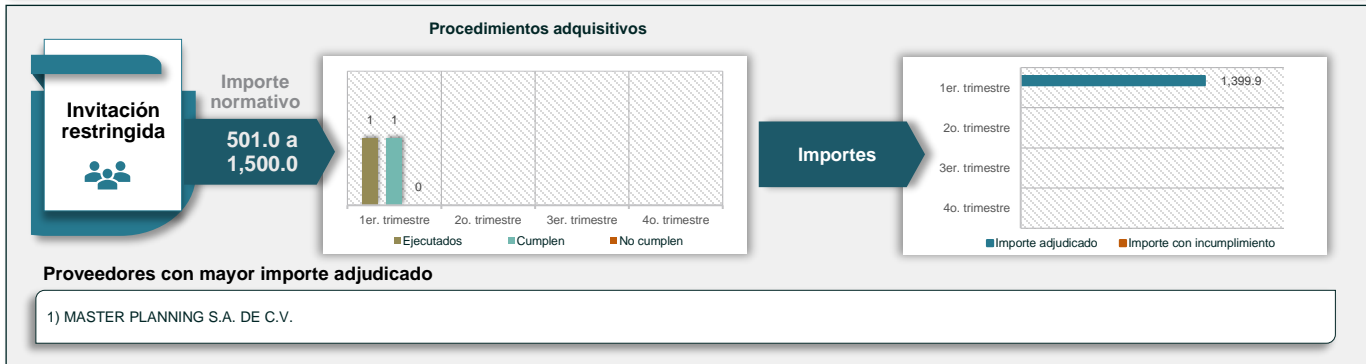 Procedimientos adquisitivos
Invitación
restringida
Importe
normativo
501.0 a
1,500.0
1
1
0
1er. trimestre
2o. trimestre
3er. trimestre
4o. trimestre
Ejecutados
Cumplen
No cumplen
Importes
1er. trimestre
1,399.9
2o. trimestre
3er. trimestre
4o. trimestre
Importe adjudicado
Importe con incumplimiento
Proveedores con mayor importe adjudicado
1) MASTER PLANNING S.A. DE C.V.